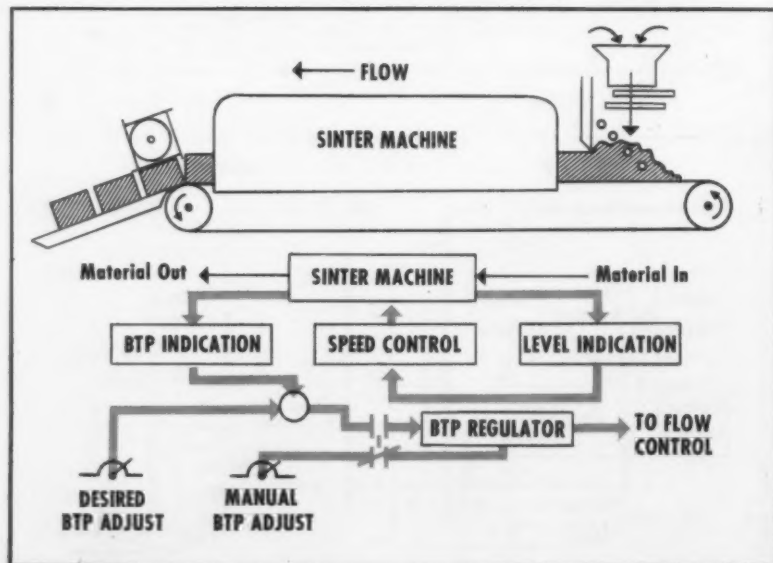 FLOW
SINTER MACHINE
Material Out
SINTER MACHINE
Material In
BTP INDICATION
SPEED CONTROL
LEVEL INDICATION
BTP REGULATOR
TO FLOW
CONTROL
DESIRED
BTP ADJUST
MANUAL
BTP ADJUST